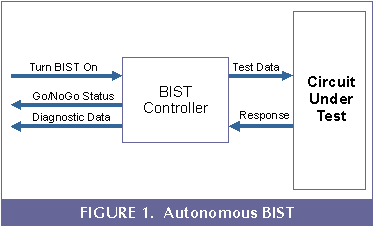 Turn BIST On
Go/NoGo Status
Diagnostic Data
BIST
Controller
Test Data
Response
Circuit
Under
Test
FIGURE 1. Autonomous BIST